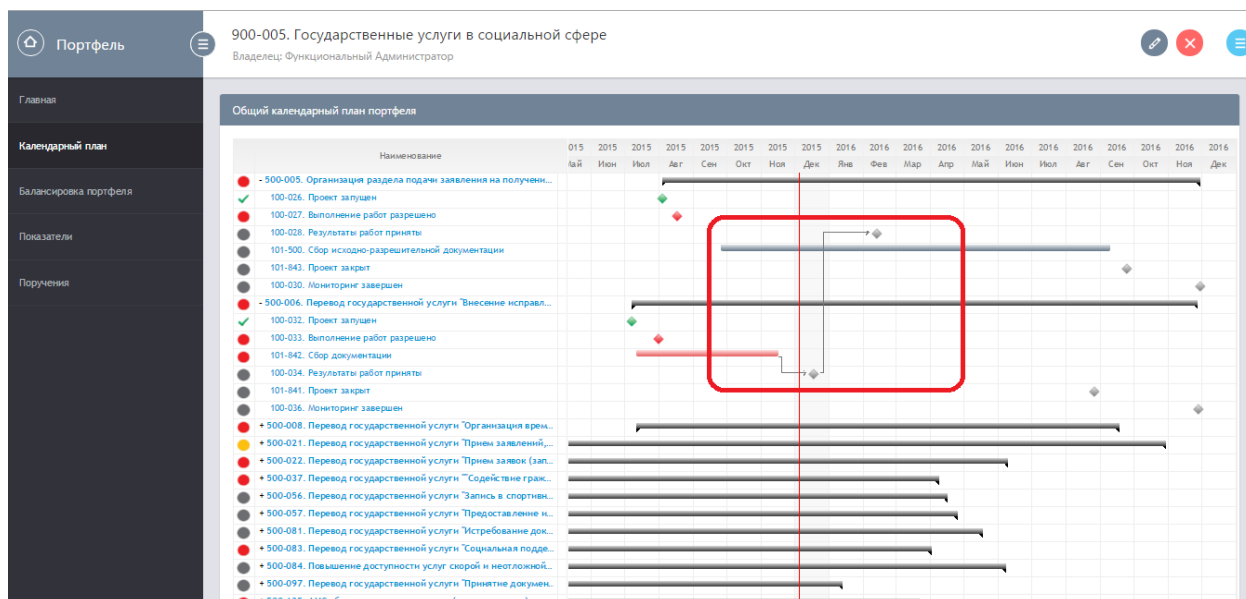 Портфель
900-005. Государственные услуги в социальной сфере
Владелец: Функциональный Администратор
Главная
Календарный план
Балансировка портфеля
Показатели
Поручения
Общий календарный план портфеля
Наименование
015 2015 2015 2015 2015 2015 2015 2015 2016 2016 2016 2016 2016 2016 2016 2016 2016 2016 2016 2016
Май Июн Июл Авг Сен Окт Ноя Дек Янв Фев Мар Апр Май Июн Июл Авг Сен Окт Ноя Дек
- 500-005. Организация раздела подачи заявления на получени...
100-026. Проект запущен
100-027. Выполнение работ разрешено
100-028. Результаты работ приняты
101-500. Сбор исходно-разрешительной документации
101-843. Проект закрыт
100-030. Мониторинг завершен
- 500-006. Перевод государственной услуги "Внесение исправл...
100-032. Проект запущен
100-033. Выполнение работ разрешено
101-842. Сбор документации
100-034. Результаты работ приняты
101-841. Проект закрыт
100-036. Мониторинг завершен
+ 500-008. Перевод государственной услуги "Организация врем...
+ 500-021. Перевод государственной услуги "Прием заявлений,...
+ 500-022. Перевод государственной услуги "Прием заявок (зап...
+ 500-037. Перевод государственной услуги ""Содействие граж...
+ 500-056. Перевод государственной услуги "Запись в спортивн...
+ 500-057. Перевод государственной услуги "Предоставление и...
+ 500-081. Перевод государственной услуги "Истребование док...
+ 500-083. Перевод государственной услуги "Социальная подде...
+ 500-084. Повышение доступности услуг скорой и неотложной...
+ 500-097. Перевод государственной услуги "Принятие докумен...